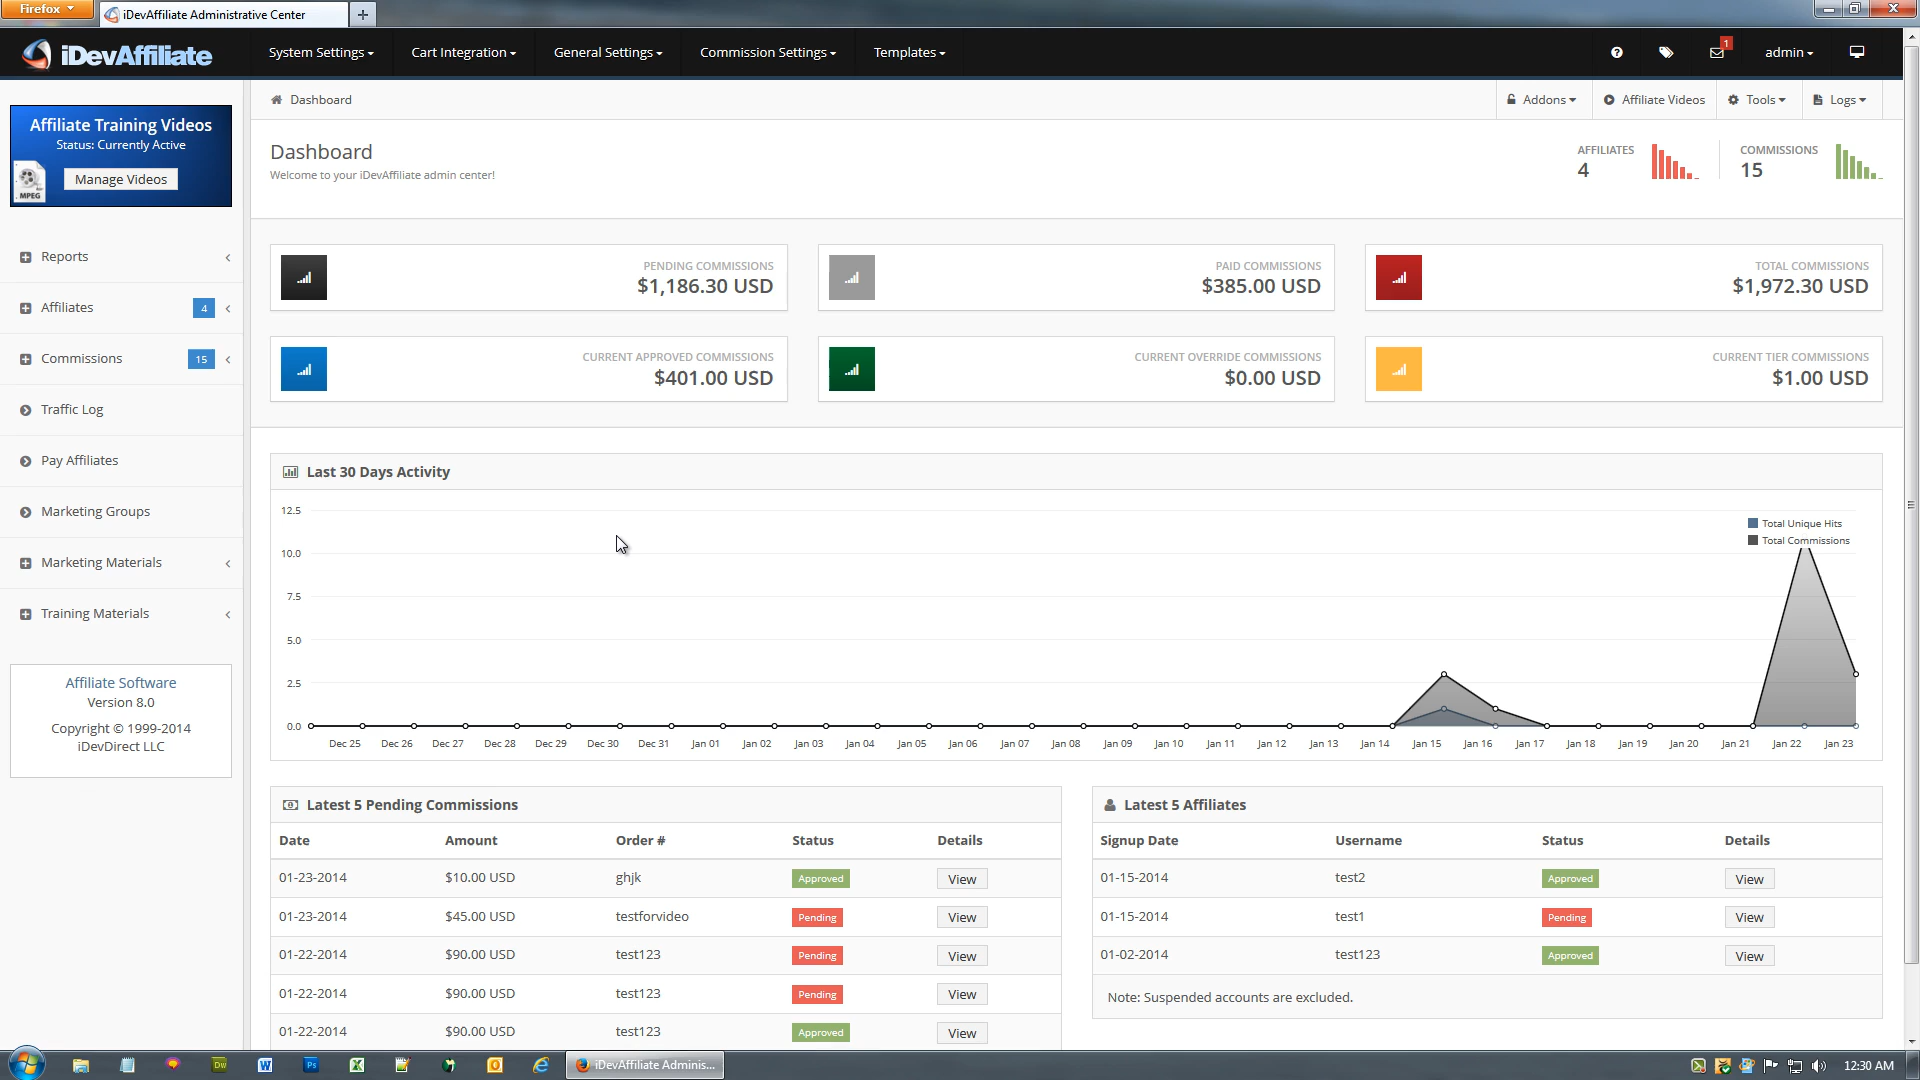 Firefox
iDevAffiliate Administrative Center
iDevAffiliate
System Settings
Cart Integration
General Settings
Commission Settings
Templates
1
admin
Dashboard
Addons
Affiliate Videos
Tools
Logs
Affiliate Training Videos
Status: Currently Active
Manage Videos
MPEG
Dashboard
Welcome to your iDevAffiliate admin center!
AFFILIATES
4
COMMISSIONS
15
Reports
Affiliates 4
Commissions 15
Traffic Log
Pay Affiliates
Marketing Groups
Marketing Materials
Training Materials
Affiliate Software
Version 8.0
Copyright © 1999-2014
iDevDirect LLC
PENDING COMMISSIONS
$1,186.30 USD
PAID COMMISSIONS
$385.00 USD
TOTAL COMMISSIONS
$1,972.30 USD
CURRENT APPROVED COMMISSIONS
$401.00 USD
CURRENT OVERRIDE COMMISSIONS
$0.00 USD
CURRENT TIER COMMISSIONS
$1.00 USD
Last 30 Days Activity
12.5
10.0
7.5
5.0
2.5
0.0
Total Unique Hits
Total Commissions
Dec 25 Dec 26 Dec 27 Dec 28 Dec 29 Dec 30 Dec 31 Jan 01 Jan 02 Jan 03 Jan 04 Jan 05 Jan 06 Jan 07 Jan 08 Jan 09 Jan 10 Jan 11 Jan 12 Jan 13 Jan 14 Jan 15 Jan 16 Jan 17 Jan 18 Jan 19 Jan 20 Jan 21 Jan 22 Jan 23
Latest 5 Pending Commissions
Date Amount Order # Status Details
01-23-2014 $10.00 USD ghjk Approved View
01-23-2014 $45.00 USD testforvideo Pending View
01-22-2014 $90.00 USD test123 Pending View
01-22-2014 $90.00 USD test123 Pending View
01-22-2014 $90.00 USD test123 Approved View
Latest 5 Affiliates
Signup Date Username Status Details
01-15-2014 test2 Approved View
01-15-2014 test1 Pending View
01-02-2014 test123 Approved View
Note: Suspended accounts are excluded.
Dw
W
Ps
iDevAffiliate Adminis...
12:30 AM